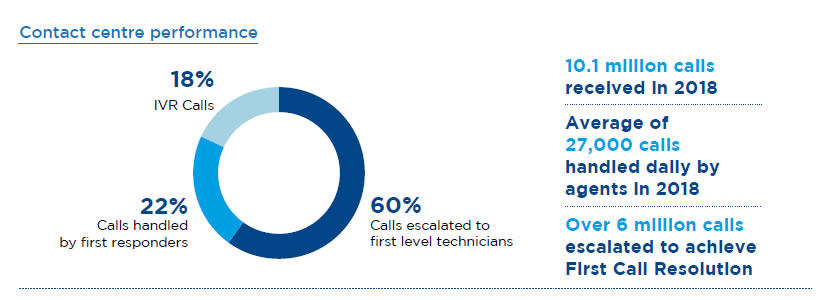 Contact centre performance
18%
IVR Calls
22%
Calls handled
by first responders
60%
Calls escalated to
first level technicians
10.1 million calls
received in 2018
Average of
27,000 calls
handled daily by
agents in 2018
Over 6 million calls
escalated to achieve
First Call Resolution